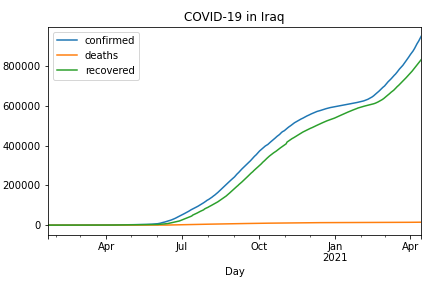 COVID-19 in Iraq
confirmed
deaths
recovered
800000
600000
400000
200000
0
Apr Jul Oct Jan Apr
2021
Day